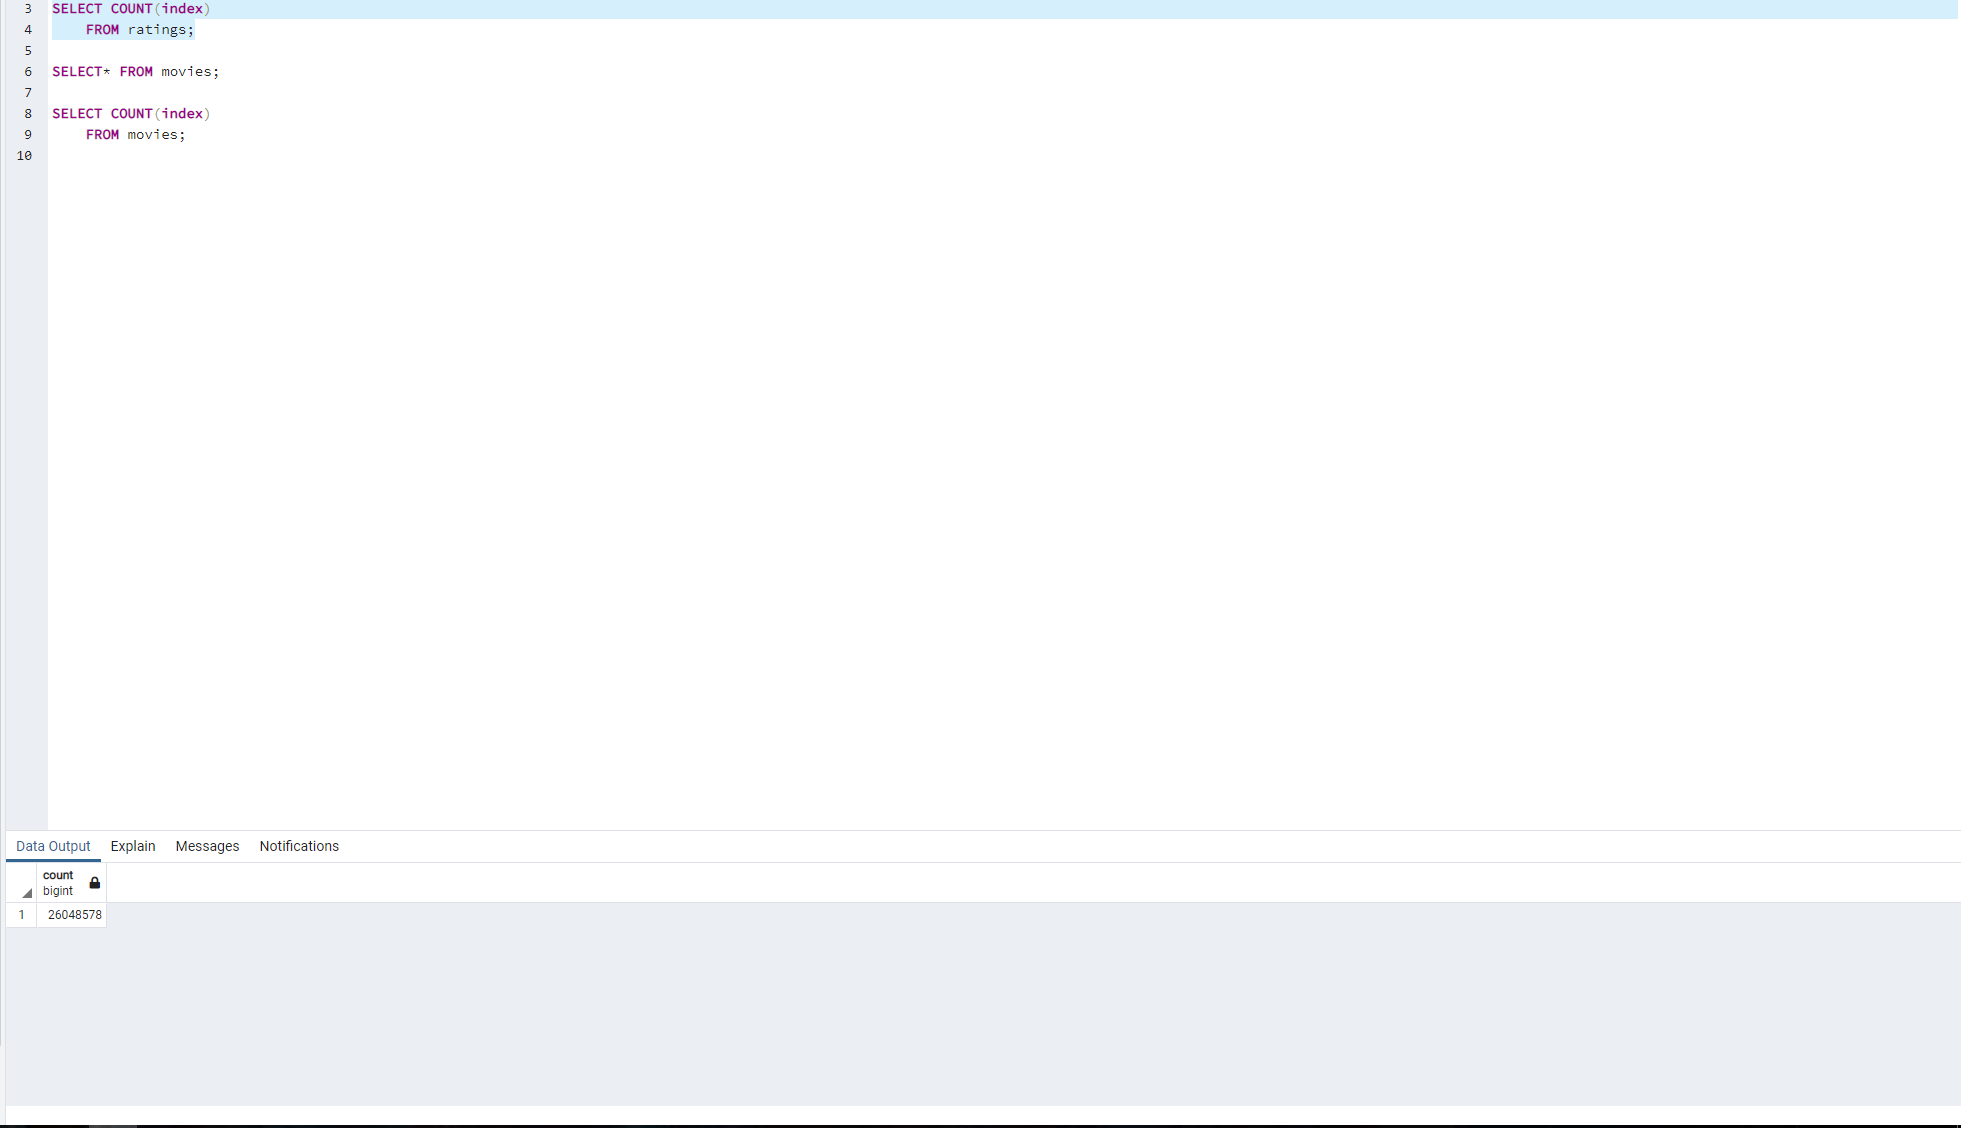 3 SELECT COUNT(index)
4 FROM ratings;
5
6 SELECT* FROM movies;
7
8 SELECT COUNT(index)
9 FROM movies;
10
Data Output Explain Messages Notifications
count
bigint
1 26048578